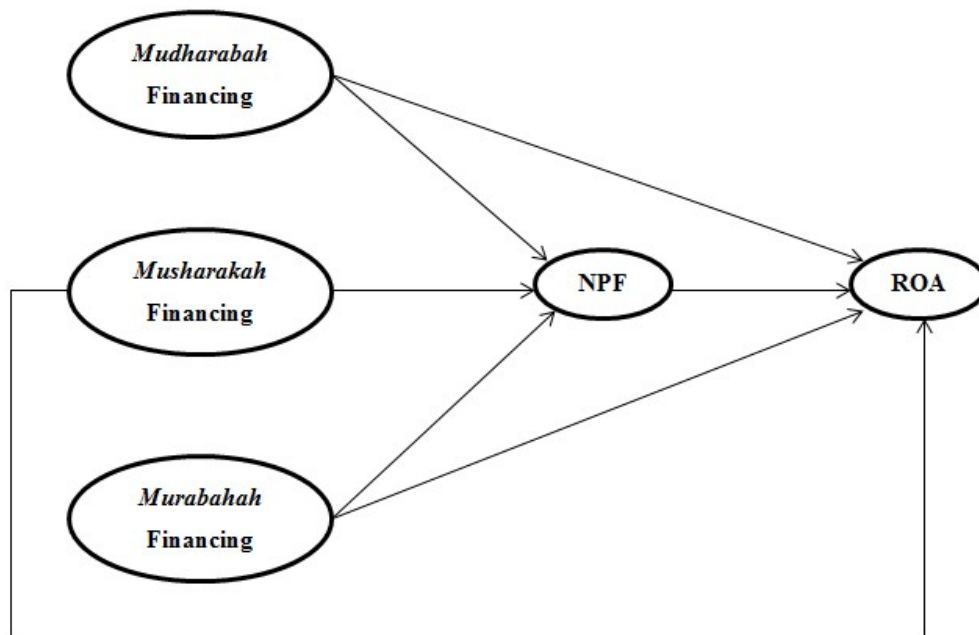 Mudharabah
Financing
Musharakah
Financing
NPF
ROA
Murabahah
Financing